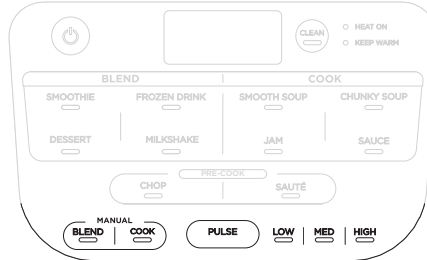 CLEAN
HEAT ON
KEEP WARM
BLEND COOK
SMOOTHIE FROZEN DRINK SMOOTH SOUP CHUNKY SOUP
DESSERT MILKSHAKE JAM SAUCE
PRE-COOK
CHOP SAUTÉ
MANUAL
BLEND COOK PULSE LOW MED HIGH